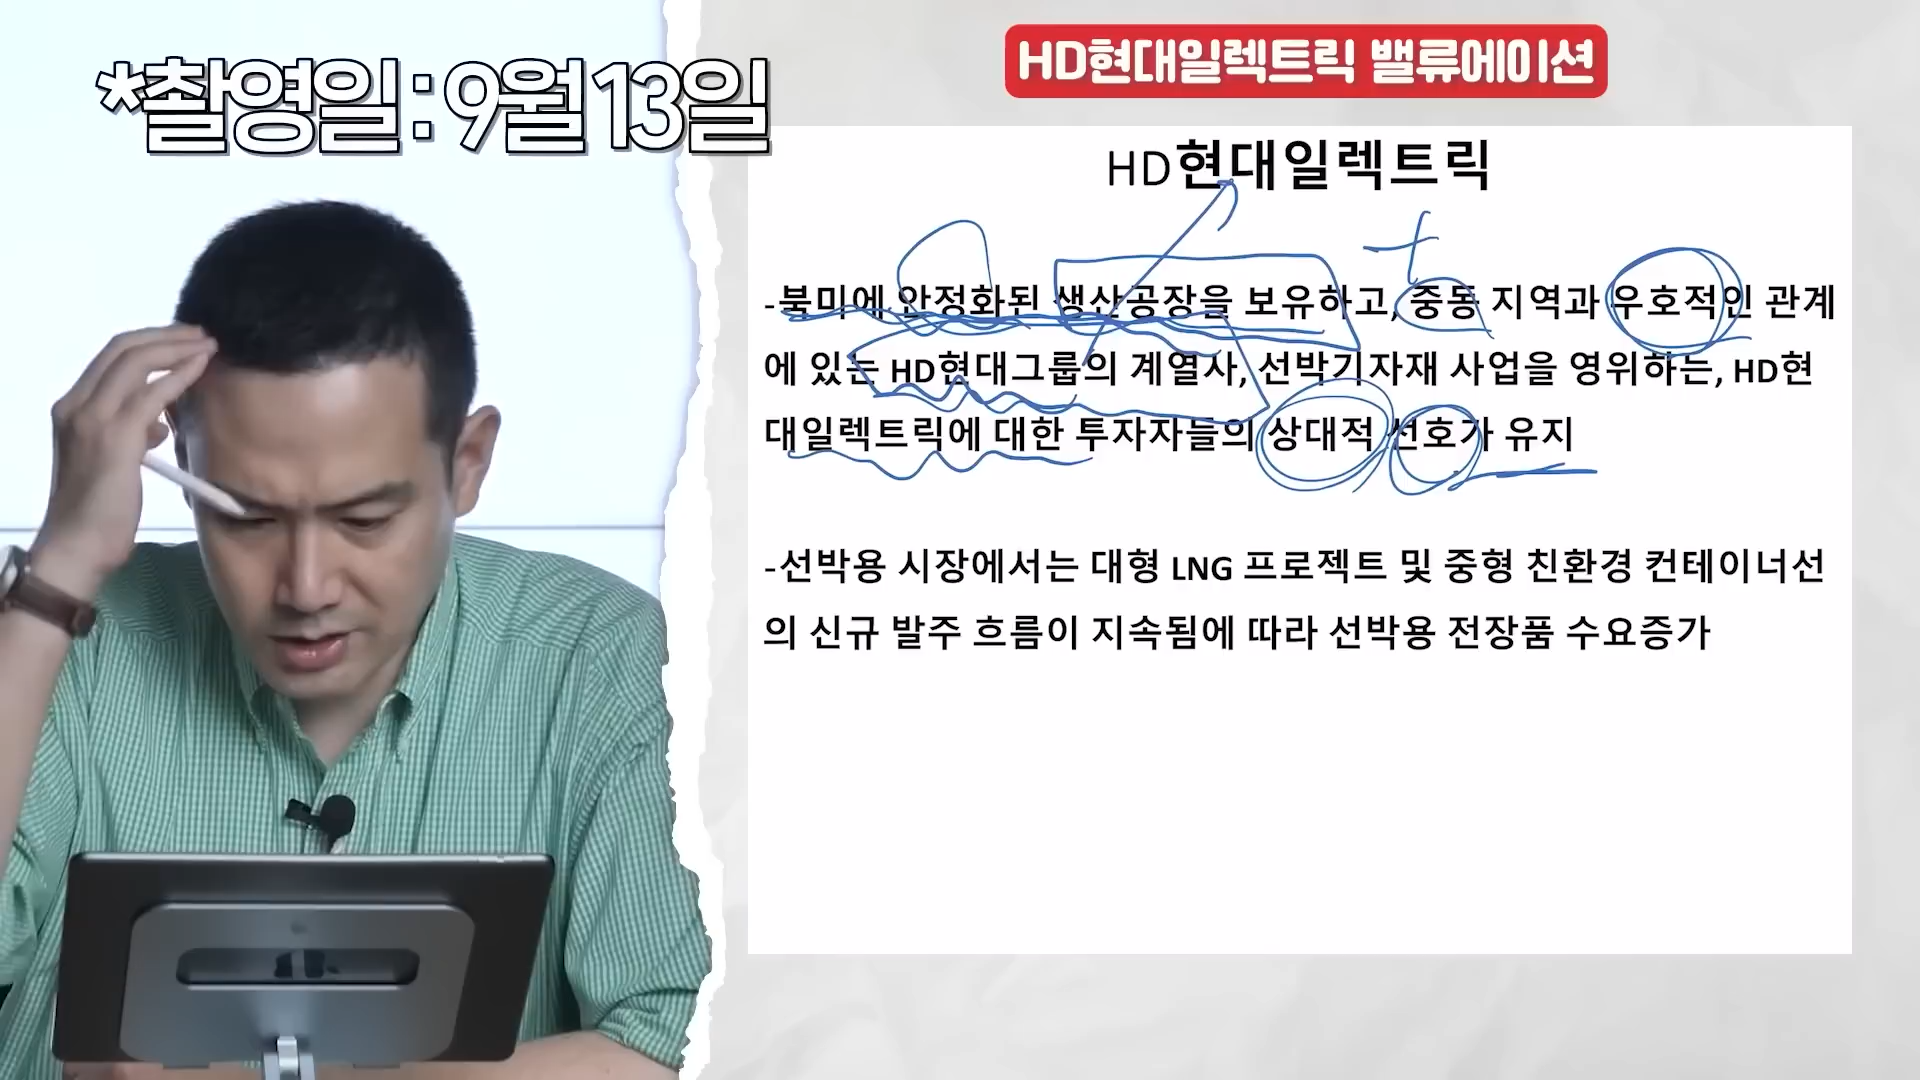 *촬영일:9월13일
HD현대일렉트릭 밸류에이션
HD현대일렉트릭
-북미에 안정화된 생산공장을 보유하고, 중동 지역과 우호적인 관계
에 있는 HD현대그룹의 계열사, 선박기자재 사업을 영위하는, HD현
대일렉트릭에 대한 투자자들의 상대적 선호가 유지
-선박용 시장에서는 대형 LNG 프로젝트 및 중형 친환경 컨테이너선
의 신규 발주 흐름이 지속됨에 따라 선박용 전장품 수요증가